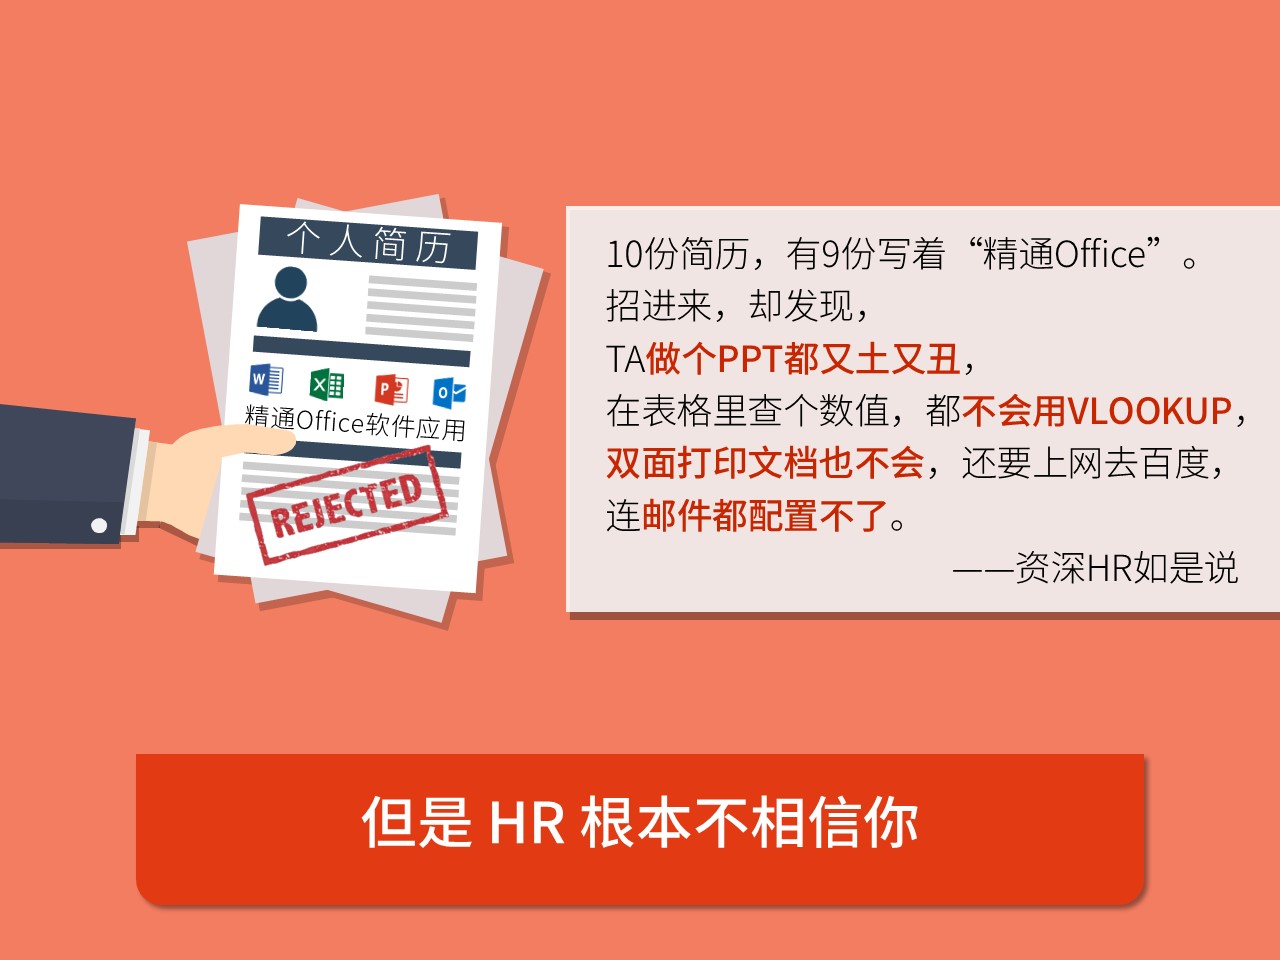 个人简历
W
X
P
O
精通Office软件应用
REJECTED
10份简历，有9份写着“精通Office”。
招进来，却发现，
TA做个PPT都又土又丑，
在表格里查个数值，都不会用VLOOKUP，
双面打印文档也不会，还要上网去百度，
连邮件都配置不了。
——资深HR如是说
但是 HR 根本不相信你